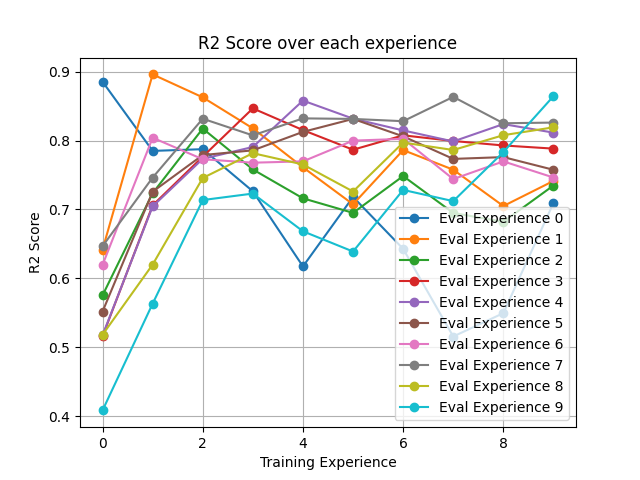 R2 Score over each experience
R2 Score
0.9
0.8
0.7
0.6
0.5
0.4
0
2
4
6
8
Training Experience
Eval Experience 0
Eval Experience 1
Eval Experience 2
Eval Experience 3
Eval Experience 4
Eval Experience 5
Eval Experience 6
Eval Experience 7
Eval Experience 8
Eval Experience 9